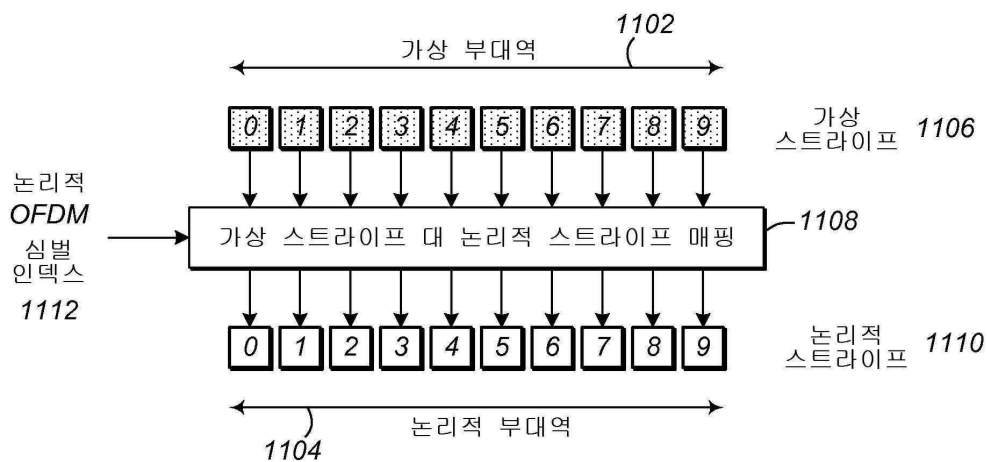 1102
가상 부대역
0 1 2 3 4 5 6 7 8 9
가상
스트라이프 1106
논리적
OFDM
심벌
인덱스
1112
가상 스트라이프 대 논리적 스트라이프 매핑
1108
0 1 2 3 4 5 6 7 8 9
논리적
스트라이프 1110
논리적 부대역
1104